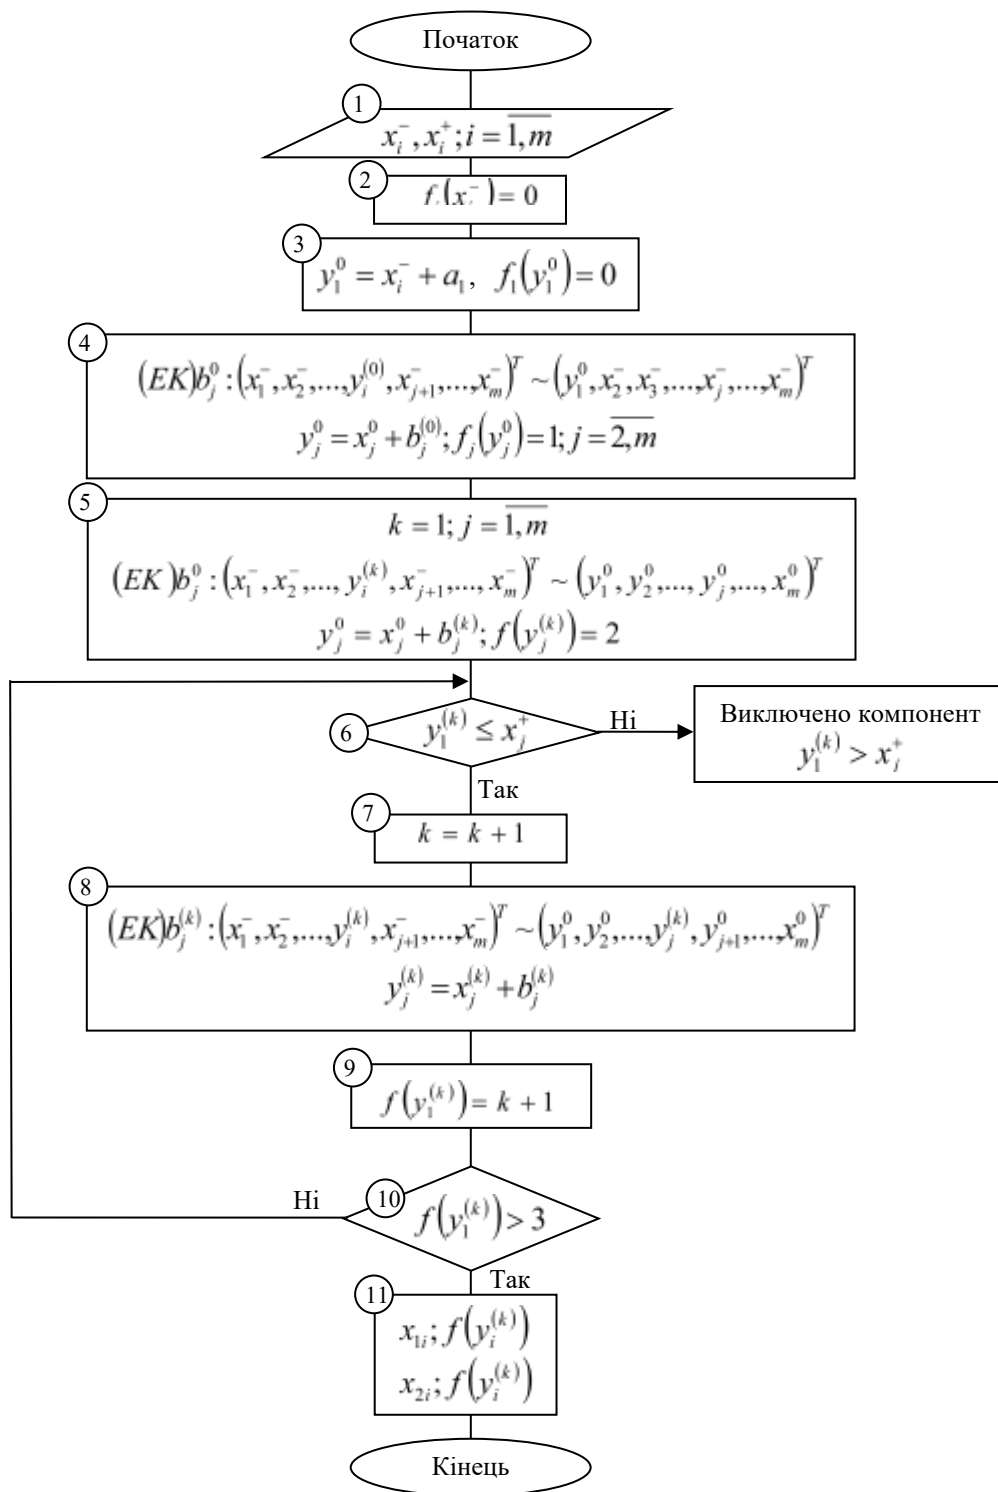 Початок
1
x_i^-, x_i^+; i = \overline{1,m}
2
f_i(x_i^-) = 0
3
y_1^0 = x_i^- + a_1, f_1(y_1^0) = 0
4
(EK)b_j^0 : (x_1^-, x_2^-, ..., y_i^{(0)}, x_{j+1}^-, ..., x_m^-)^T ~ (y_1^0, x_2^-, x_3^-, ..., x_j^-, ..., x_m^-)^T
y_j^0 = x_j^0 + b_j^{(0)}; f_j(y_j^0) = 1; j = \overline{2,m}
5
k = 1; j = \overline{1,m}
(EK)b_j^0 : (x_1^-, x_2^-, ..., y_i^{(k)}, x_{j+1}^-, ..., x_m^-)^T ~ (y_1^0, y_2^0, ..., y_j^0, ..., x_m^0)^T
y_j^0 = x_j^0 + b_j^{(k)}; f(y_j^{(k)}) = 2
6
y_1^{(k)} ≤ x_j^+
Ні
Виключено компонент
y_1^{(k)} > x_j^+
Так
7
k = k + 1
8
(EK)b_j^{(k)} : (x_1^-, x_2^-, ..., y_i^{(k)}, x_{j+1}^-, ..., x_m^-)^T ~ (y_1^0, y_2^0, ..., y_j^{(k)}, y_{j+1}^0, ..., x_m^0)^T
y_j^{(k)} = x_j^{(k)} + b_j^{(k)}
9
f(y_1^{(k)}) = k + 1
Ні
10
f(y_1^{(k)}) > 3
Так
11
x_{1i}; f(y_i^{(k)})
x_{2i}; f(y_i^{(k)})
Кінець